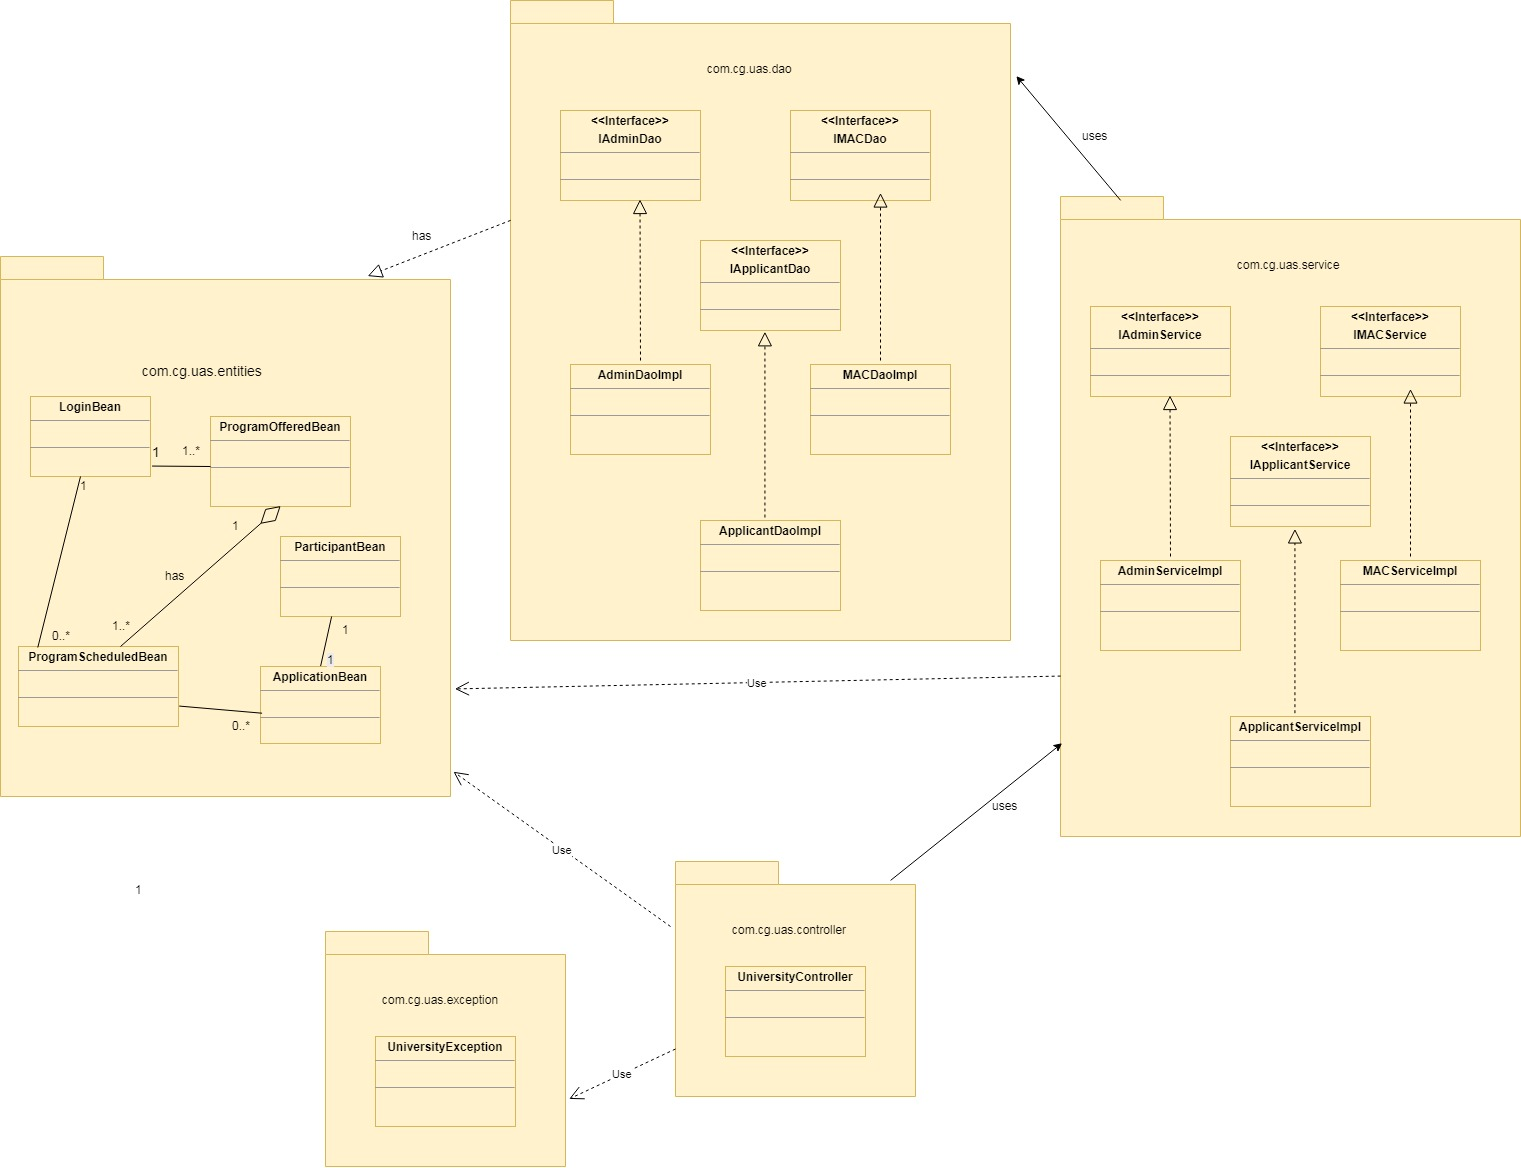 com.cg.uas.dao
<<Interface>>
IAdminDao
<<Interface>>
IMACDao
<<Interface>>
IApplicantDao
AdminDaoImpl
MACDaoImpl
ApplicantDaoImpl
uses
has
com.cg.uas.service
<<Interface>>
IAdminService
<<Interface>>
IMACService
<<Interface>>
IApplicantService
AdminServiceImpl
MACServiceImpl
ApplicantServiceImpl
com.cg.uas.entities
LoginBean
ProgramOfferedBean
1
1..*
1
1
ParticipantBean
has
1..*
0..*
1
1
ProgramScheduledBean
ApplicationBean
0..*
Use
uses
Use
1
com.cg.uas.controller
UniversityController
com.cg.uas.exception
UniversityException
Use